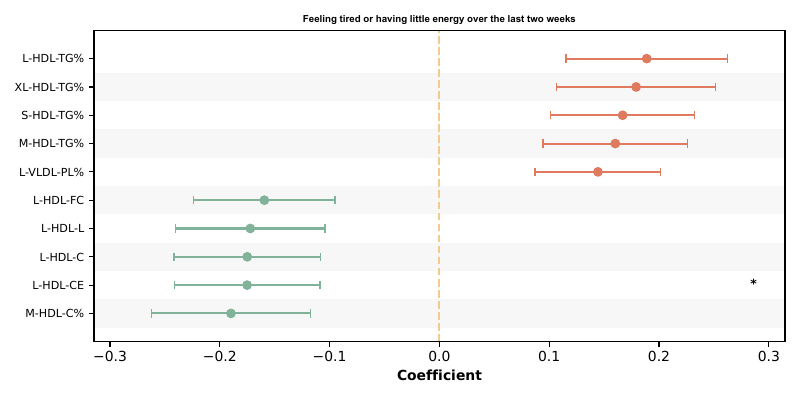 Feeling tired or having little energy over the last two weeks
L-HDL-TG%
XL-HDL-TG%
S-HDL-TG%
M-HDL-TG%
L-VLDL-PL%
L-HDL-FC
L-HDL-L
L-HDL-C
L-HDL-CE *
M-HDL-C%
−0.3 −0.2 −0.1 0.0 0.1 0.2 0.3
Coefficient